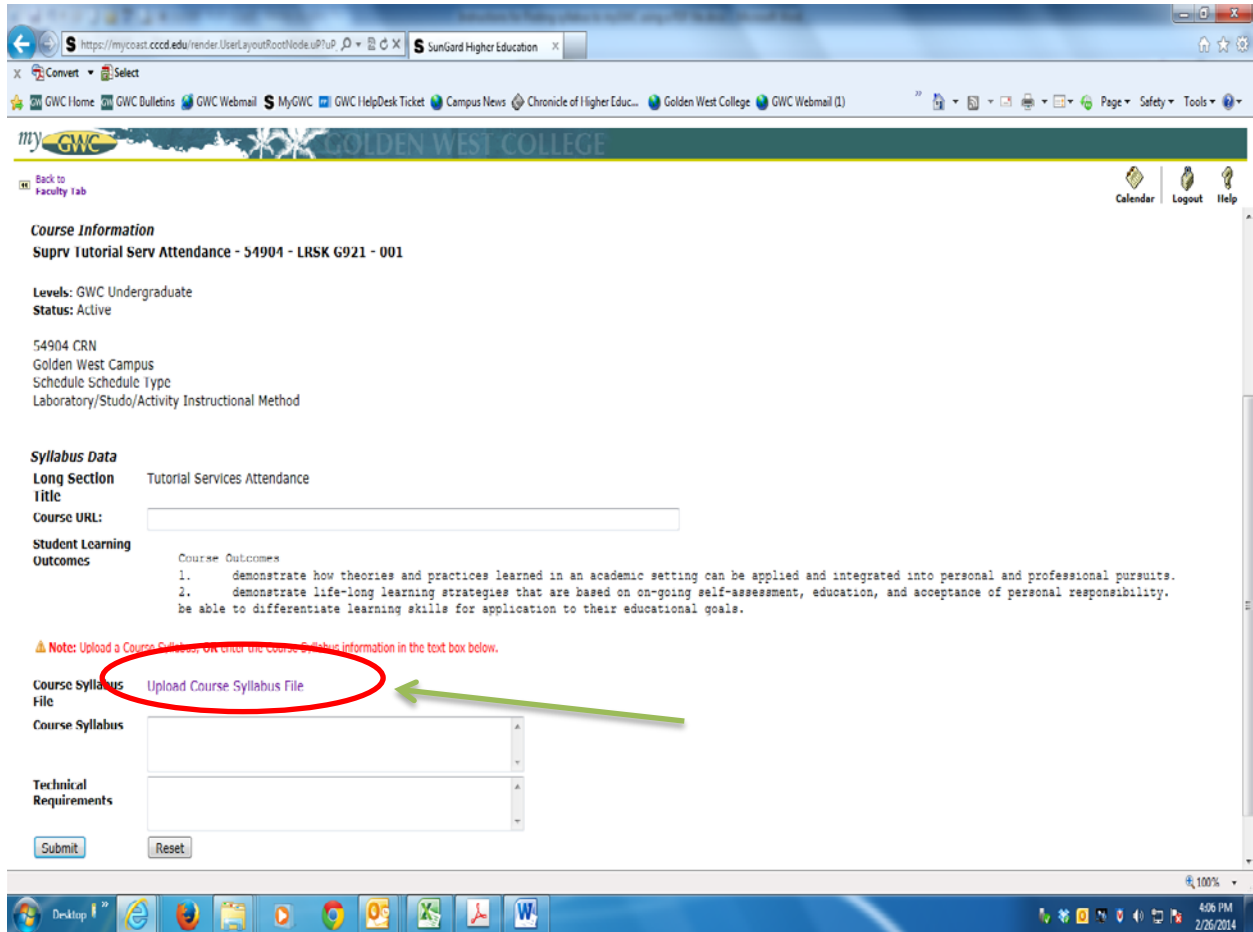 https://mycoast.cccd.edu/render.UserLayoutRootNode.uP?uP_
SunGard Higher Education
x Convert Select
GWC Home GWC Bulletins GWC Webmail MyGWC GWC HelpDesk Ticket Campus News Chronicle of Higher Educ... Golden West College GWC Webmail (1) Page Safety Tools
my GWC GOLDEN WEST COLLEGE
Back to
Faculty Tab
Calendar Logout Help
Course Information
Suprv Tutorial Serv Attendance - 54904 - LRSK G921 - 001
Levels: GWC Undergraduate
Status: Active
54904 CRN
Golden West Campus
Schedule Schedule Type
Laboratory/Studo/Activity Instructional Method
Syllabus Data
Long Section Title Tutorial Services Attendance
Course URL:
Student Learning Outcomes
Course Outcomes
1. demonstrate how theories and practices learned in an academic setting can be applied and integrated into personal and professional pursuits.
2. demonstrate life-long learning strategies that are based on on-going self-assessment, education, and acceptance of personal responsibility.
be able to differentiate learning skills for application to their educational goals.
Note: Upload a Course Syllabus, OR enter the Course Syllabus information in the text box below.
Course Syllabus File Upload Course Syllabus File
Course Syllabus
Technical Requirements
Submit Reset
100%
Desktop
4:06 PM
2/26/2014